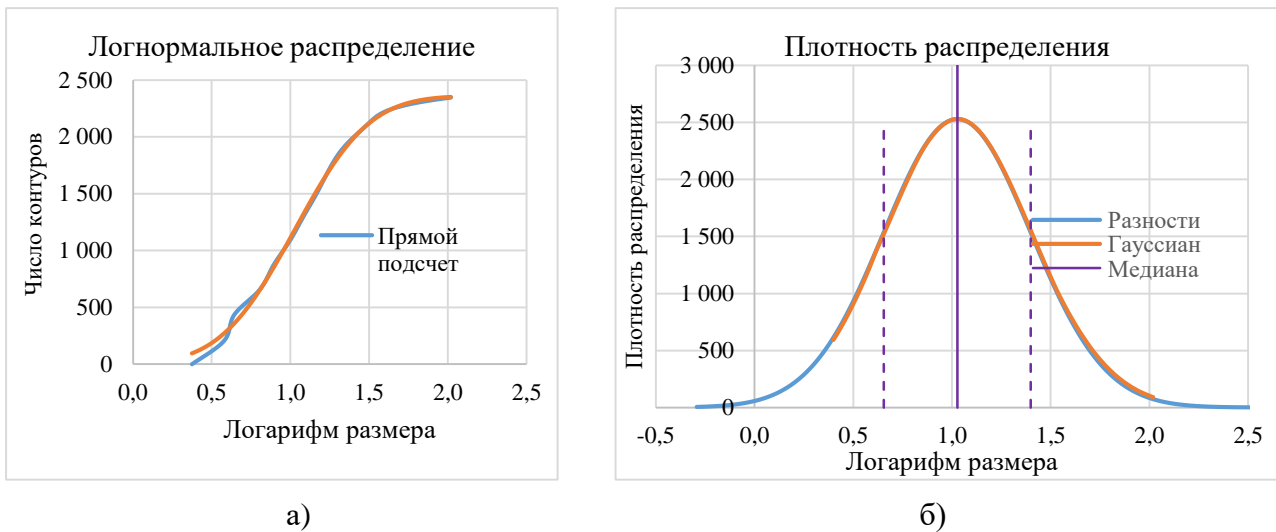 Логнормальное распределение
2 500
2 000
1 500
1 000
500
0
0,0 0,5 1,0 1,5 2,0 2,5
Число контуров
Логарифм размера
Прямой
подсчет
а)
Плотность распределения
3 000
2 500
2 000
1 500
1 000
500
0
-0,5 0,0 0,5 1,0 1,5 2,0 2,5
Плотность распределения
Логарифм размера
Разности
Гауссиан
Медиана
б)